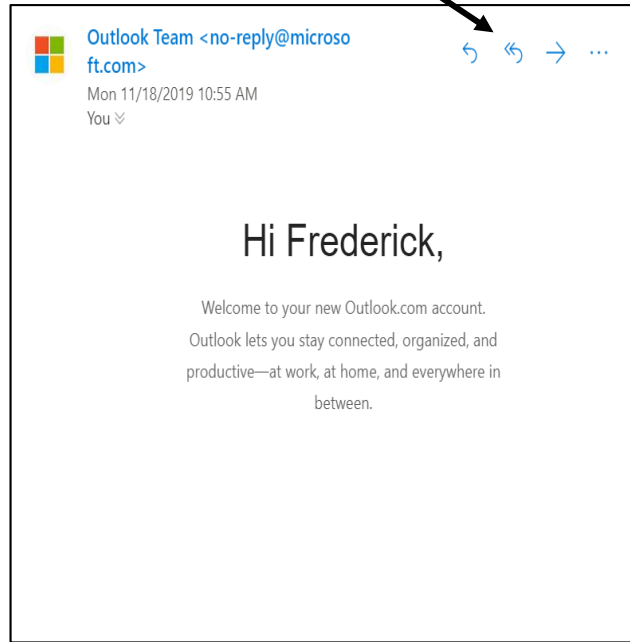 Outlook Team <no-reply@microso
ft.com>
Mon 11/18/2019 10:55 AM
You
Hi Frederick,
Welcome to your new Outlook.com account.
Outlook lets you stay connected, organized, and
productive—at work, at home, and everywhere in
between.